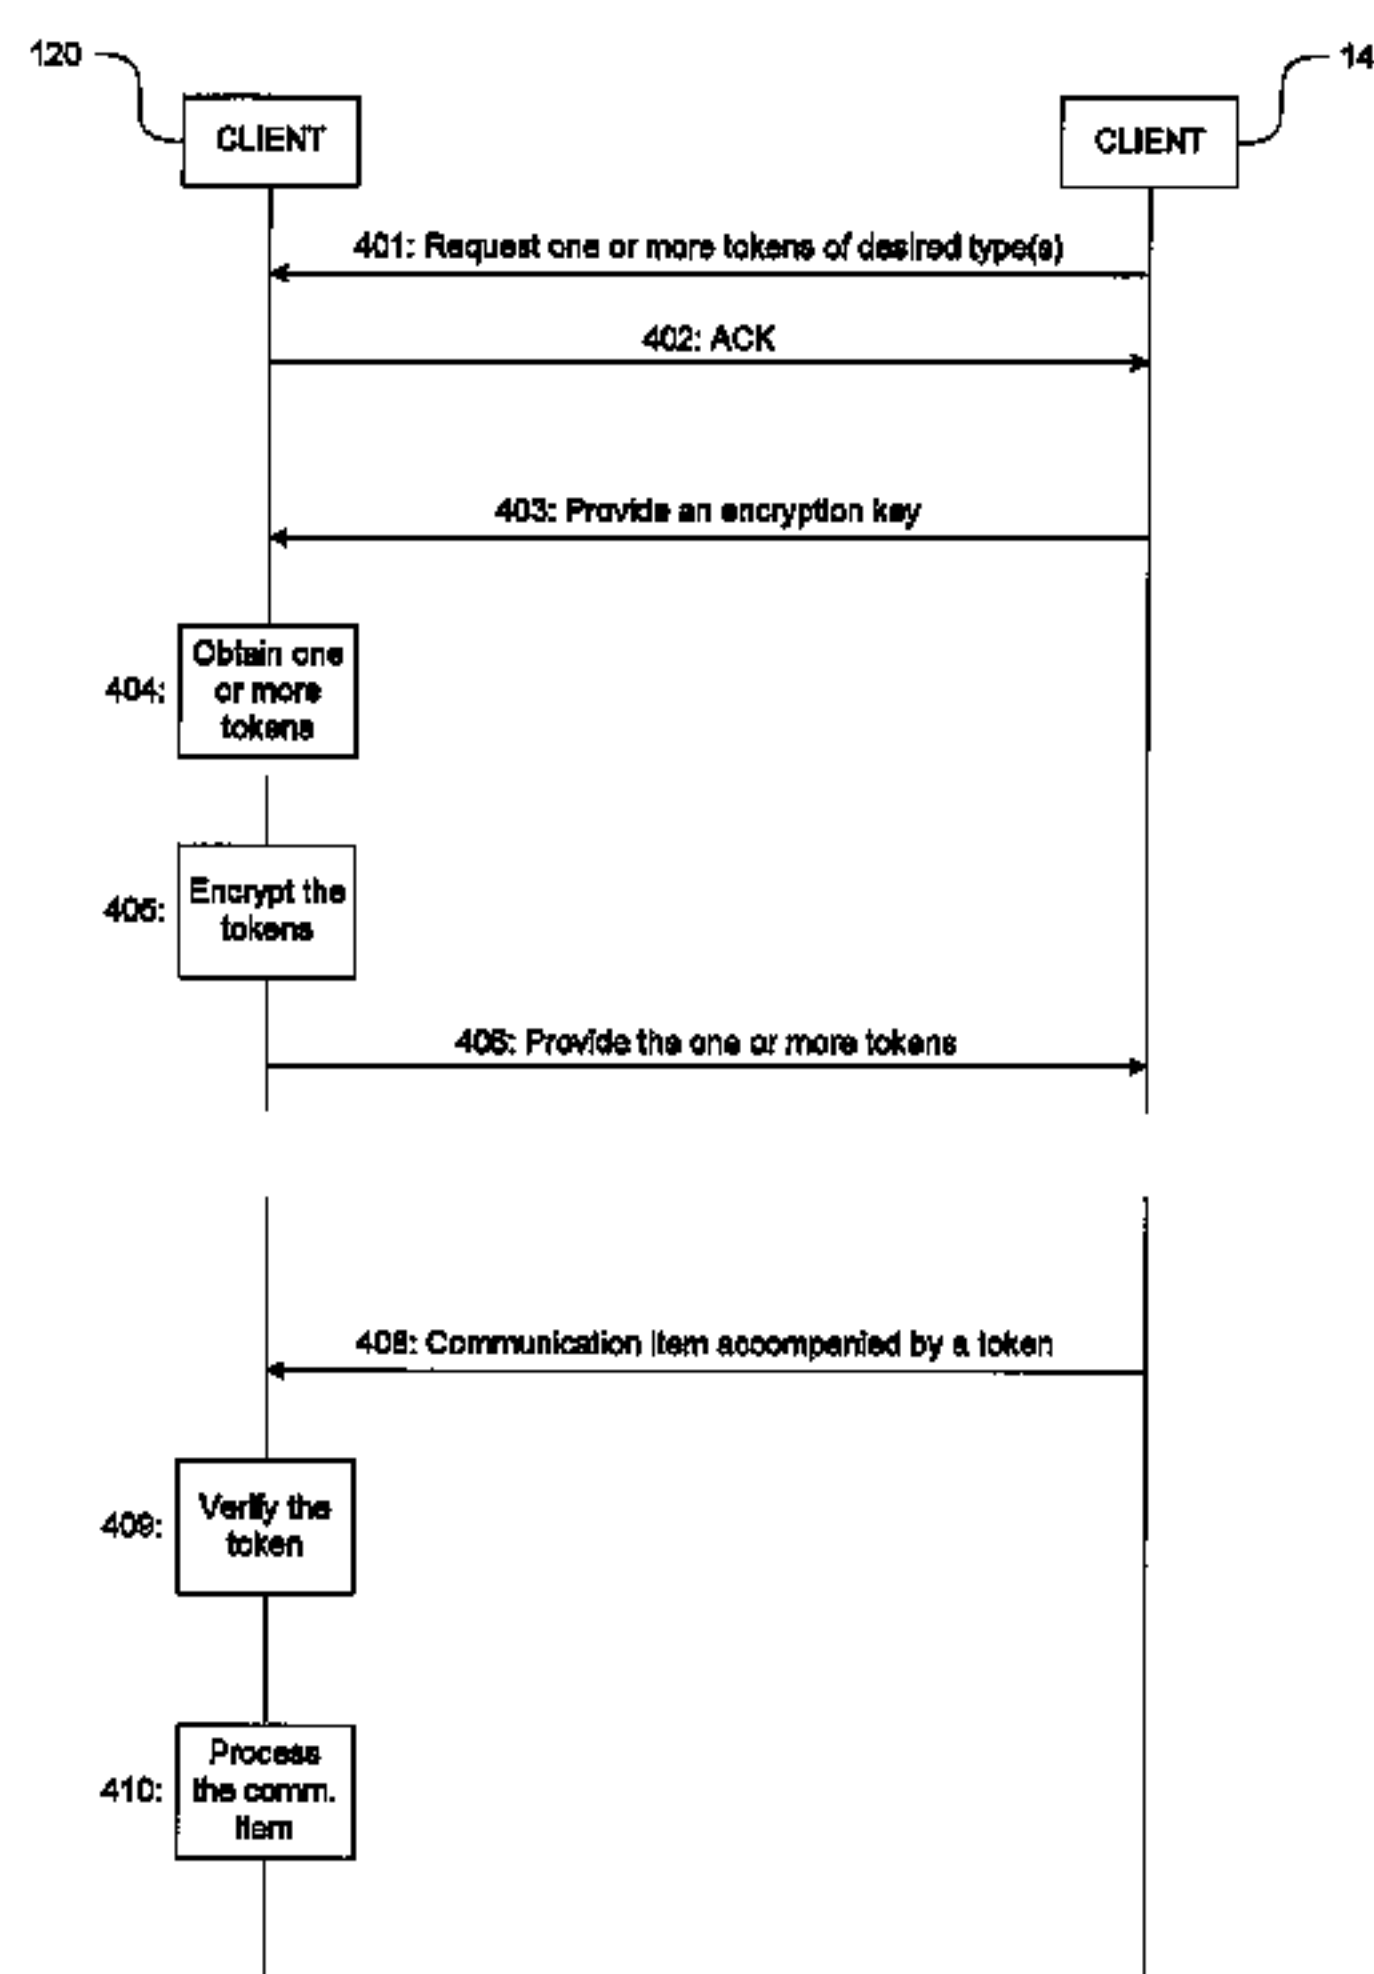 120
14
CLIENT
CLIENT
401: Request one or more tokens of desired type(s)
402: ACK
403: Provide an encryption key
404:
Obtain one
or more
tokens
405:
Encrypt the
tokens
406: Provide the one or more tokens
408: Communication item accompanied by a token
409:
Verify the
token
410:
Process
the comm.
item